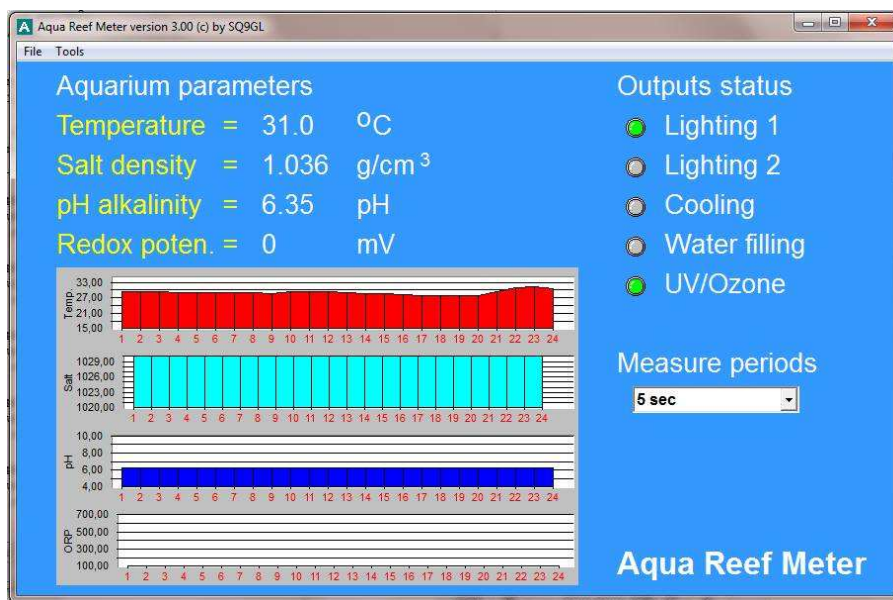 Aqua Reef Meter version 3.00 (c) by SQ9GL
File Tools
Aquarium parameters
Temperature = 31.0 °C
Salt density = 1.036 g/cm³
pH alkalinity = 6.35 pH
Redox poten. = 0 mV
Outputs status
Lighting 1
Lighting 2
Cooling
Water filling
UV/Ozone
Measure periods
5 sec
Temp.
33,00
27,00
21,00
15,00
1 2 3 4 5 6 7 8 9 10 11 12 13 14 15 16 17 18 19 20 21 22 23 24
Salt
1029,00
1026,00
1023,00
1020,00
1 2 3 4 5 6 7 8 9 10 11 12 13 14 15 16 17 18 19 20 21 22 23 24
pH
10,00
8,00
6,00
4,00
1 2 3 4 5 6 7 8 9 10 11 12 13 14 15 16 17 18 19 20 21 22 23 24
ORP
700,00
500,00
300,00
100,00
1 2 3 4 5 6 7 8 9 10 11 12 13 14 15 16 17 18 19 20 21 22 23 24
Aqua Reef Meter